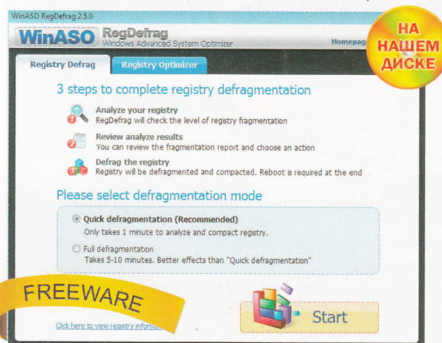 WinASO RegDefrag 2.5.0
WinASO RegDefrag
Windows Advanced System Optimizer
Homepag
НА
НАШЕМ
ДИСКЕ
Registry Defrag
Registry Optimizer
3 steps to complete registry defragmentation
Analyze your registry
RegDefrag will check the level of registry fragmentation
Review analyze results
You can review the fragmentation report and choose an action
Defrag the registry
Registry will be defragmented and compacted. Reboot is required at the end
Please select defragmentation mode
Quick defragmentation (Recommended)
Only takes 1 minute to analyze and compact registry.
Full defragmentation
Takes 5-10 minutes. Better effects than "Quick defragmentation"
FREEWARE
Start
Click here to view registry inform